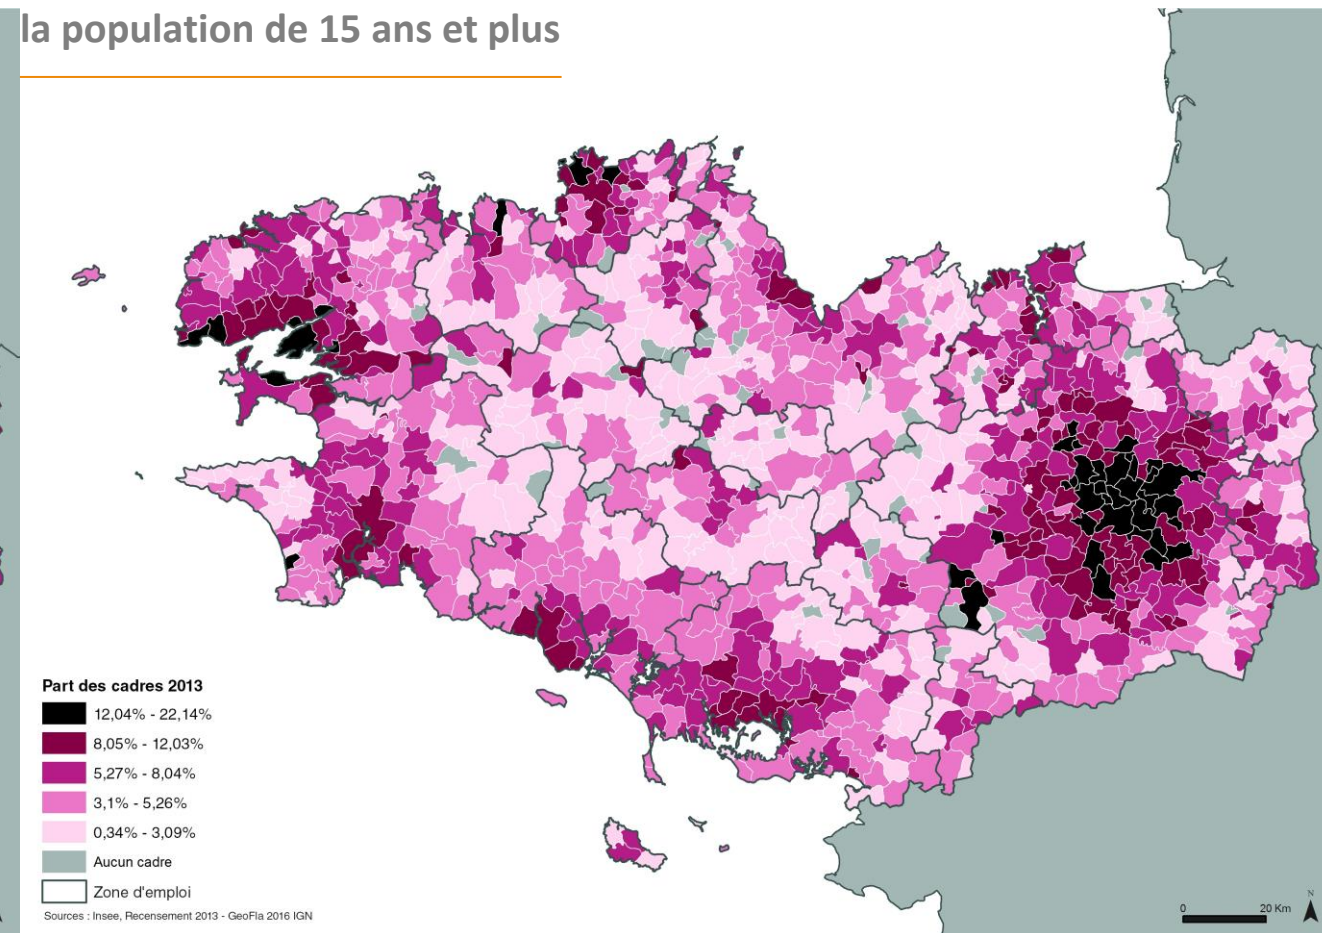 la population de 15 ans et plus
Part des cadres 2013
12,04% - 22,14%
8,05% - 12,03%
5,27% - 8,04%
3,1% - 5,26%
0,34% - 3,09%
Aucun cadre
Zone d'emploi
Sources : Insee, Recensement 2013 - GeoFla 2016 IGN
0 20 Km
N